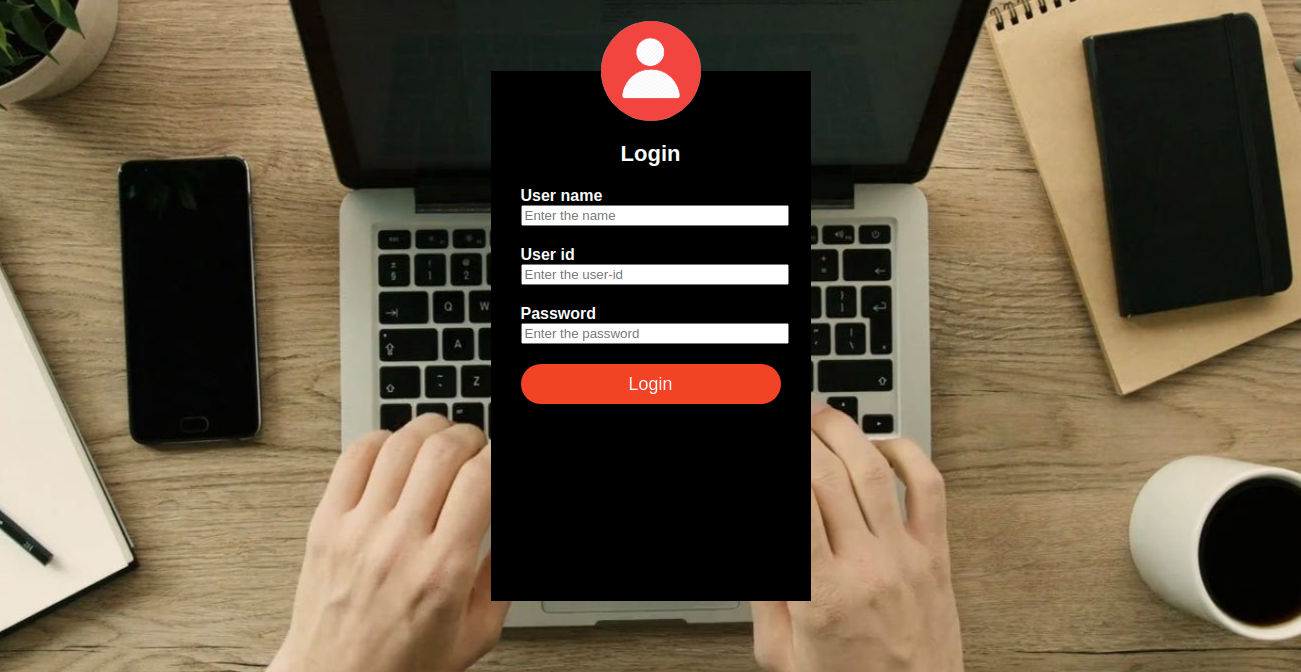 Login
User name
Enter the name
User id
Enter the user-id
Password
Enter the password
Login
Q
W
A
Z